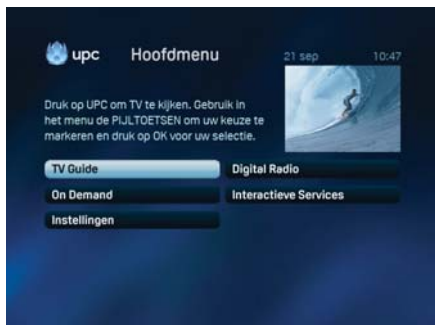 upc Hoofdmenu 21 sep 10:47
Druk op UPC om TV te kijken. Gebruik in
het menu de PIJLTOETSEN om uw keuze te
markeren en druk op OK voor uw selectie.
TV Guide Digital Radio
On Demand Interactieve Services
Instellingen